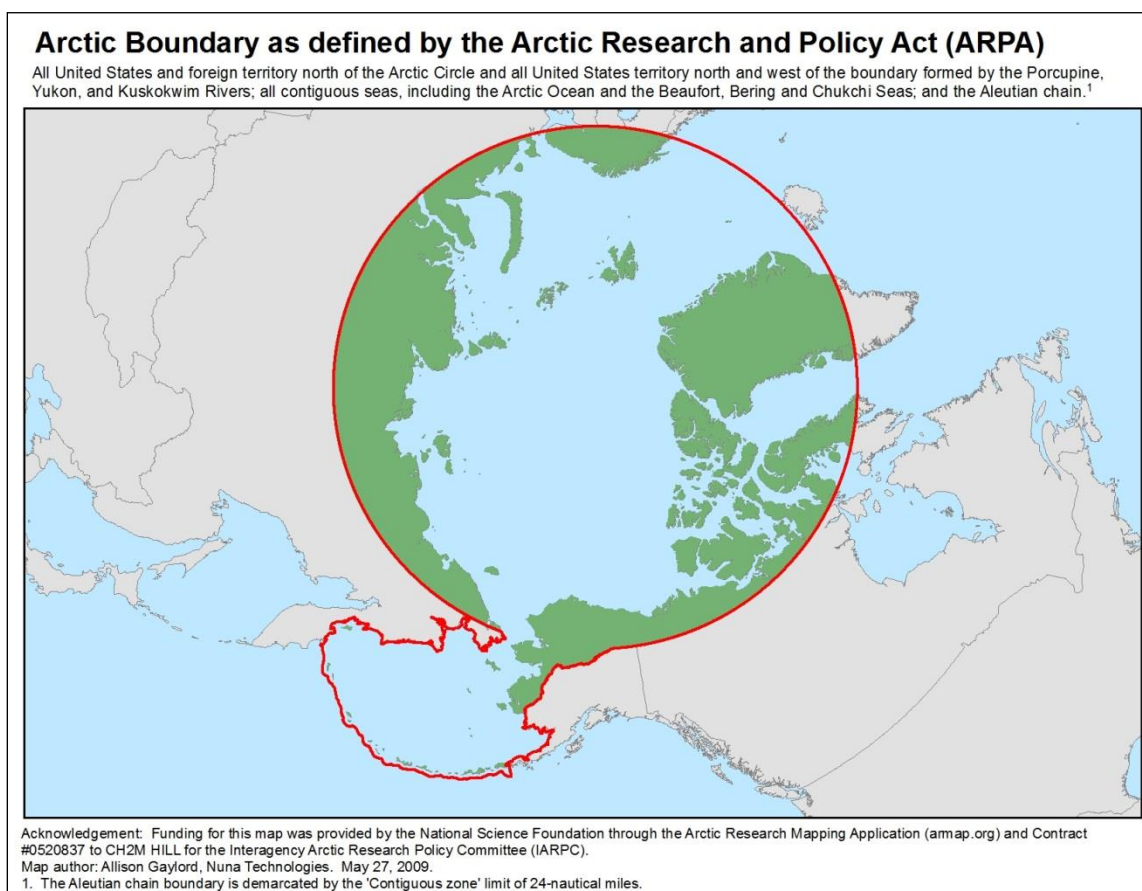 Arctic Boundary as defined by the Arctic Research and Policy Act (ARPA)
All United States and foreign territory north of the Arctic Circle and all United States territory north and west of the boundary formed by the Porcupine,
Yukon, and Kuskokwim Rivers; all contiguous seas, including the Arctic Ocean and the Beaufort, Bering and Chukchi Seas; and the Aleutian chain.1
Acknowledgement: Funding for this map was provided by the National Science Foundation through the Arctic Research Mapping Application (armap.org) and Contract
#0520837 to CH2M HILL for the Interagency Arctic Research Policy Committee (IARPC).
Map author: Allison Gaylord, Nuna Technologies. May 27, 2009.
1. The Aleutian chain boundary is demarcated by the 'Contiguous zone' limit of 24-nautical miles.